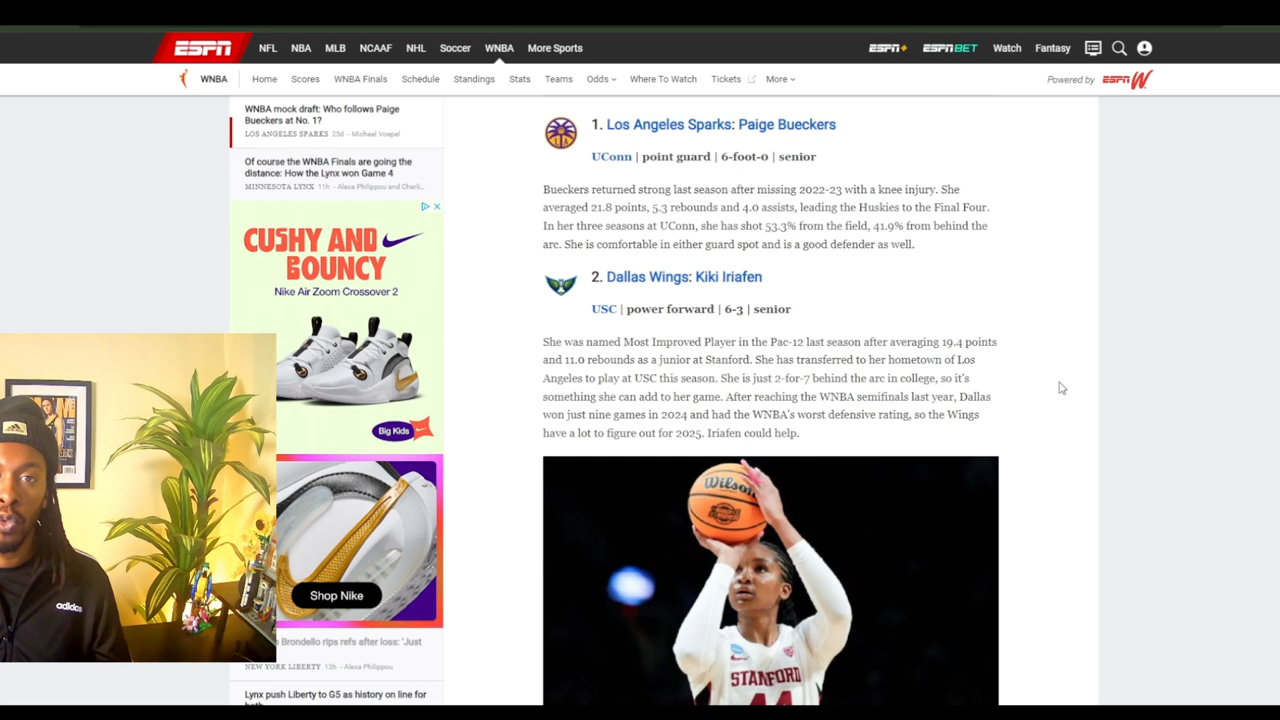 ESPN NFL NBA MLB NCAAF NHL Soccer WNBA More Sports ESPN+ ESPN BET Watch Fantasy
WNBA Home Scores WNBA Finals Schedule Standings Stats Teams Odds Where To Watch Tickets More Powered by ESPN W
WNBA mock draft: Who follows Paige
Bueckers at No. 1?
LOS ANGELES SPARKS 25d - Michael Voepel
Of course the WNBA Finals are going the
distance: How the Lynx won Game 4
MINNESOTA LYNX 11h - Alexa Philippou and Charli...
CUSHY AND
BOUNCY
Nike Air Zoom Crossover 2
Big Kids
Shop Nike
Brondello rips refs after loss: 'Just
NEW YORK LIBERTY 12h - Alexa Philippou
Lynx push Liberty to G5 as history on line for
both
adidas
1. Los Angeles Sparks: Paige Bueckers
UConn | point guard | 6-foot-0 | senior
Bueckers returned strong last season after missing 2022-23 with a knee injury. She
averaged 21.8 points, 5.3 rebounds and 4.0 assists, leading the Huskies to the Final Four.
In her three seasons at UConn, she has shot 53.3% from the field, 41.9% from behind the
arc. She is comfortable in either guard spot and is a good defender as well.
2. Dallas Wings: Kiki Iriafen
USC | power forward | 6-3 | senior
She was named Most Improved Player in the Pac-12 last season after averaging 19.4 points
and 11.0 rebounds as a junior at Stanford. She has transferred to her hometown of Los
Angeles to play at USC this season. She is just 2-for-7 behind the arc in college, so it's
something she can add to her game. After reaching the WNBA semifinals last year, Dallas
won just nine games in 2024 and had the WNBA's worst defensive rating, so the Wings
have a lot to figure out for 2025. Iriafen could help.
Wilson
STANFORD
44